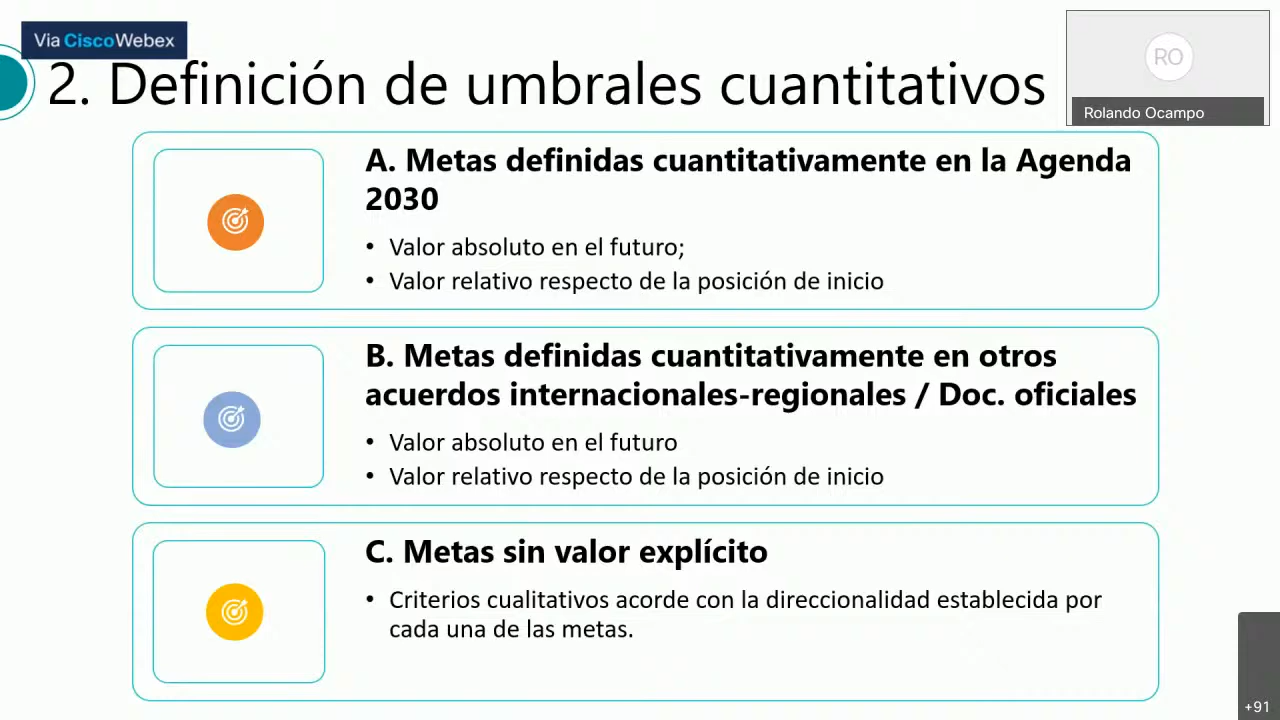 Vía CiscoWebex
2. Definición de umbrales cuantitativos
RO
Rolando Ocampo
A. Metas definidas cuantitativamente en la Agenda
2030
• Valor absoluto en el futuro;
• Valor relativo respecto de la posición de inicio
B. Metas definidas cuantitativamente en otros
acuerdos internacionales-regionales / Doc. oficiales
• Valor absoluto en el futuro
• Valor relativo respecto de la posición de inicio
C. Metas sin valor explícito
• Criterios cualitativos acorde con la direccionalidad establecida por
cada una de las metas.
+91